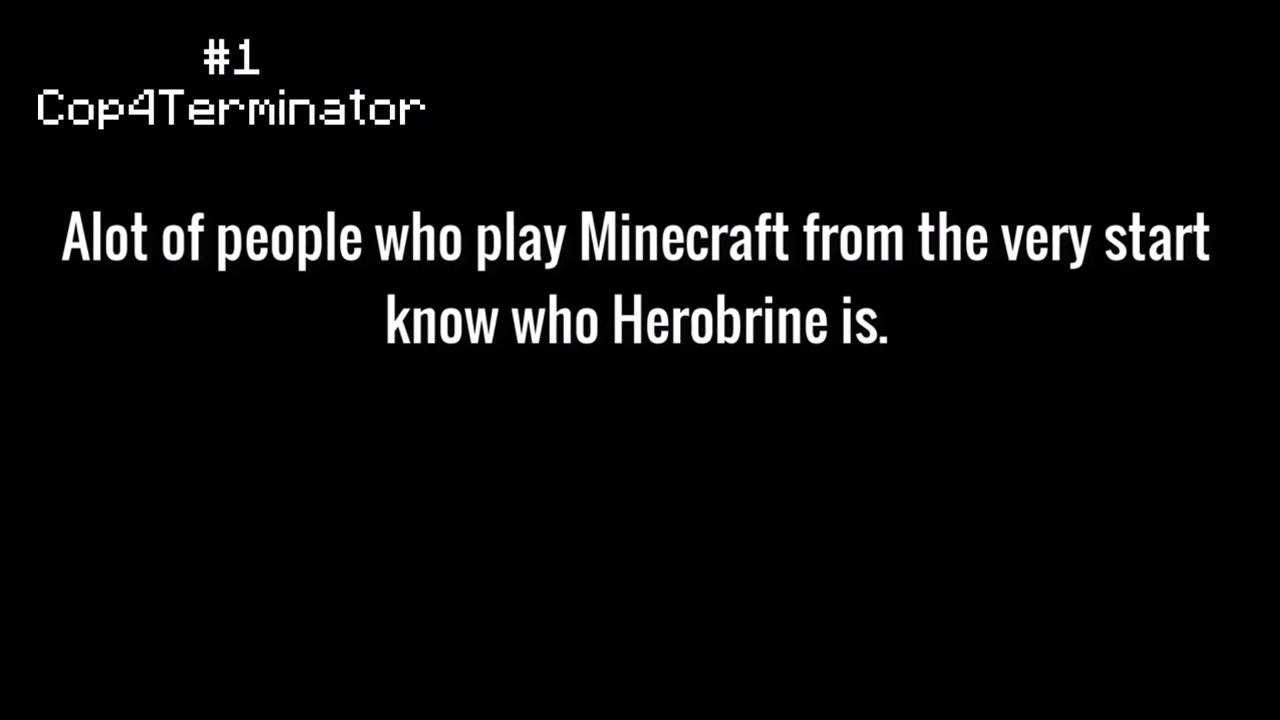 #1
Cop4Terminator
Alot of people who play Minecraft from the very start
know who Herobrine is.